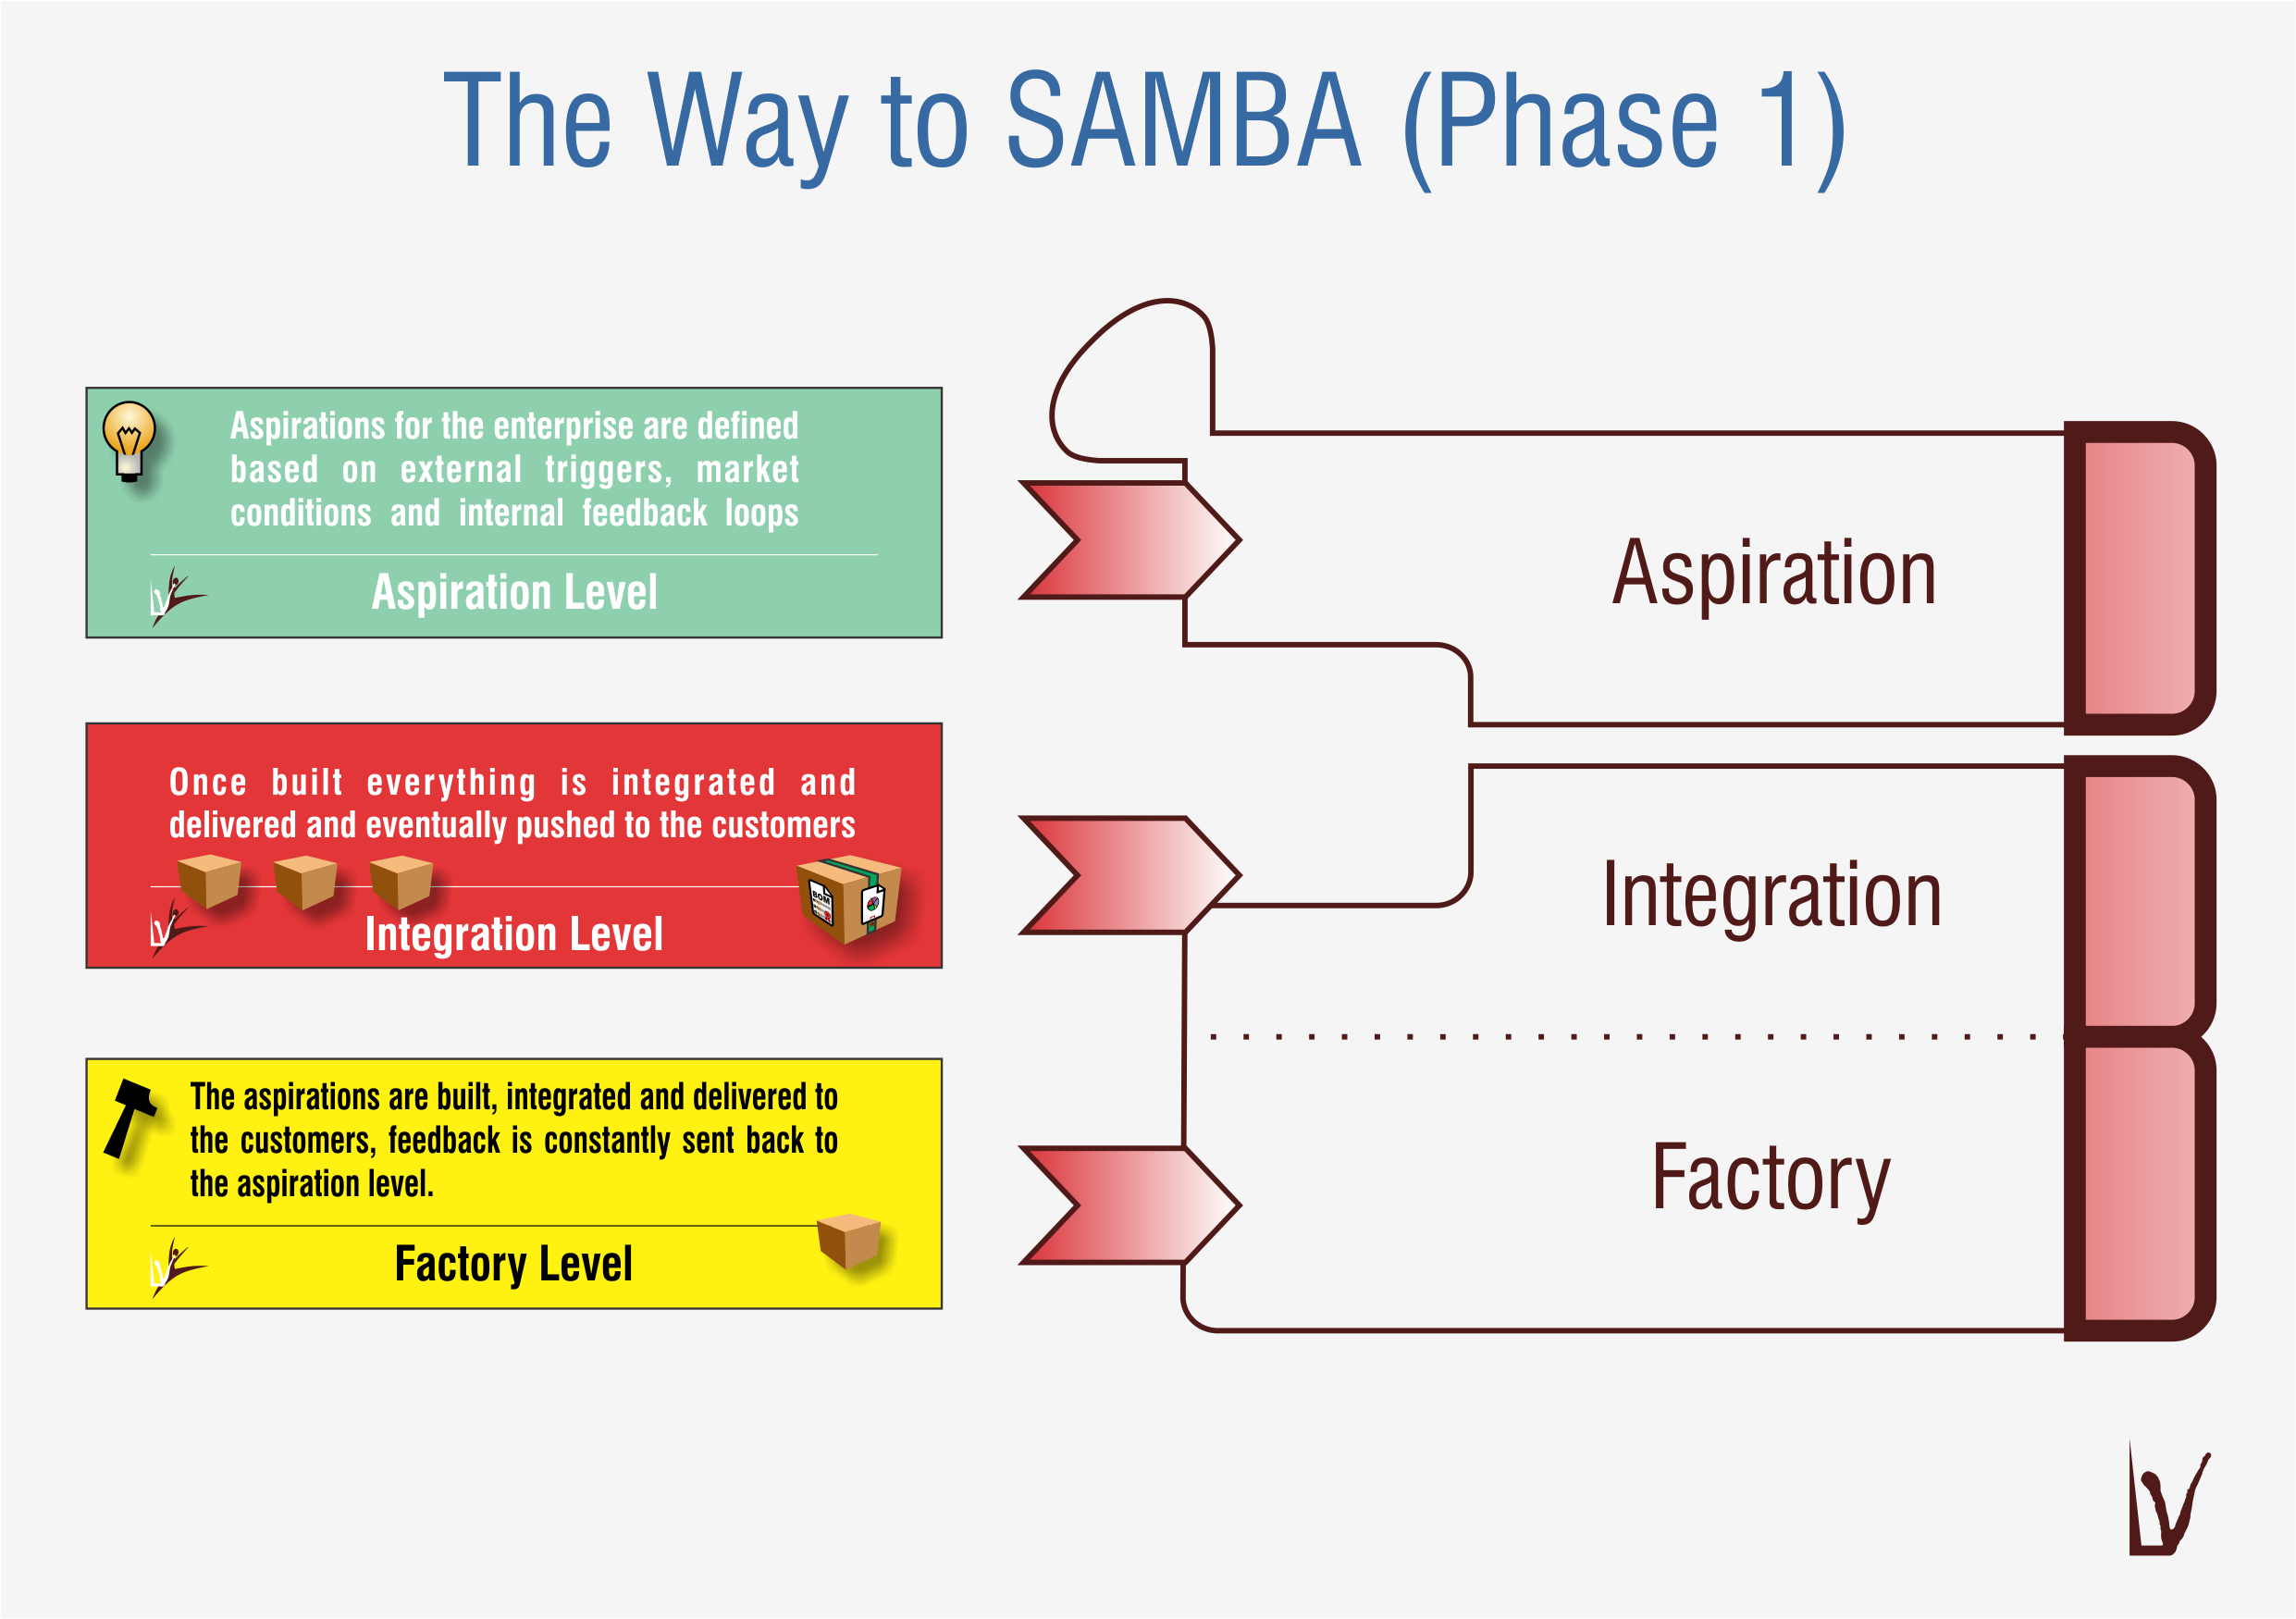 The Way to SAMBA (Phase 1)
Aspirations for the enterprise are defined
based on external triggers, market
conditions and internal feedback loops
Aspiration Level
Aspiration
Once built everything is integrated and
delivered and eventually pushed to the customers
BOM
Integration Level
Integration
The aspirations are built, integrated and delivered to
the customers, feedback is constantly sent back to
the aspiration level.
Factory Level
Factory
LV